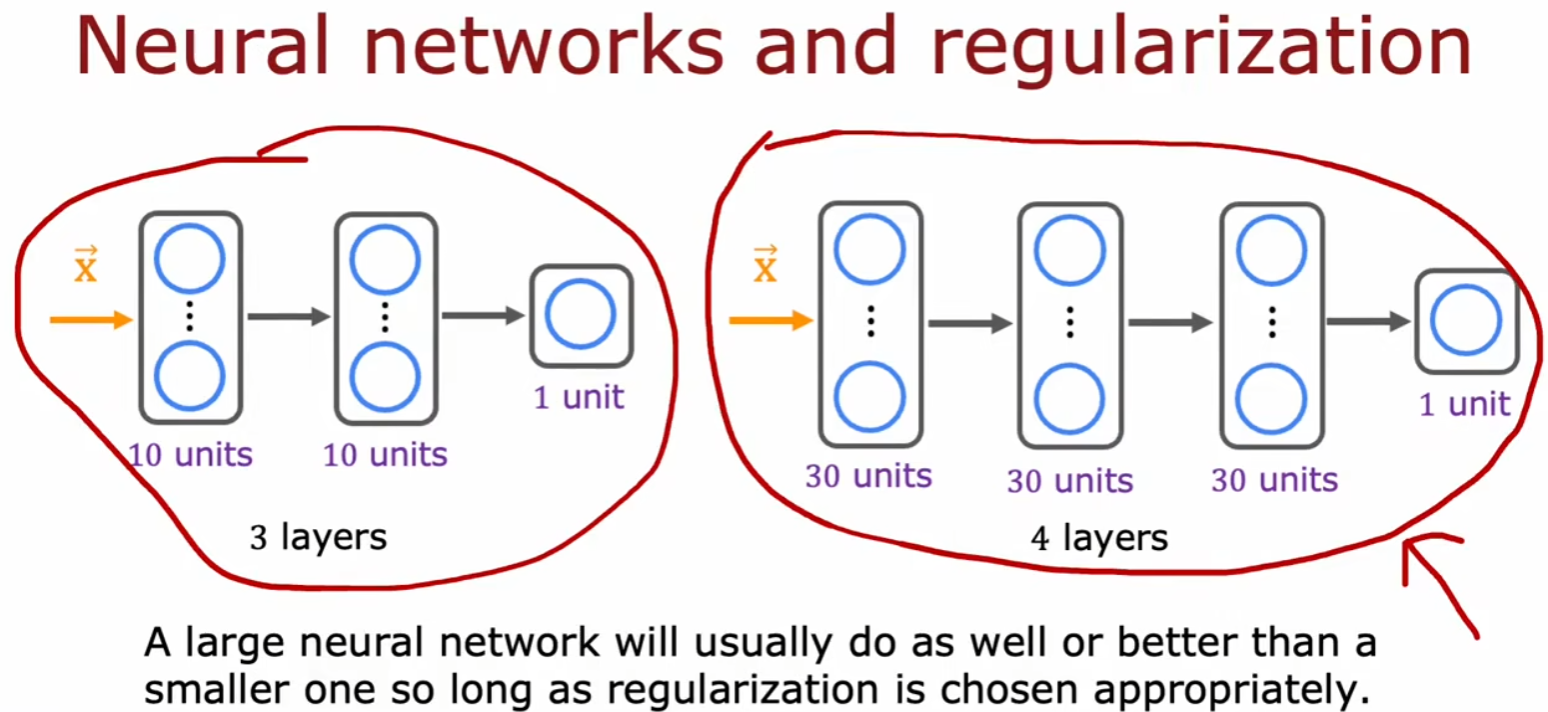 Neural networks and regularization
x⃗
10 units
10 units
1 unit
3 layers
x⃗
30 units
30 units
30 units
1 unit
4 layers
A large neural network will usually do as well or better than a
smaller one so long as regularization is chosen appropriately.